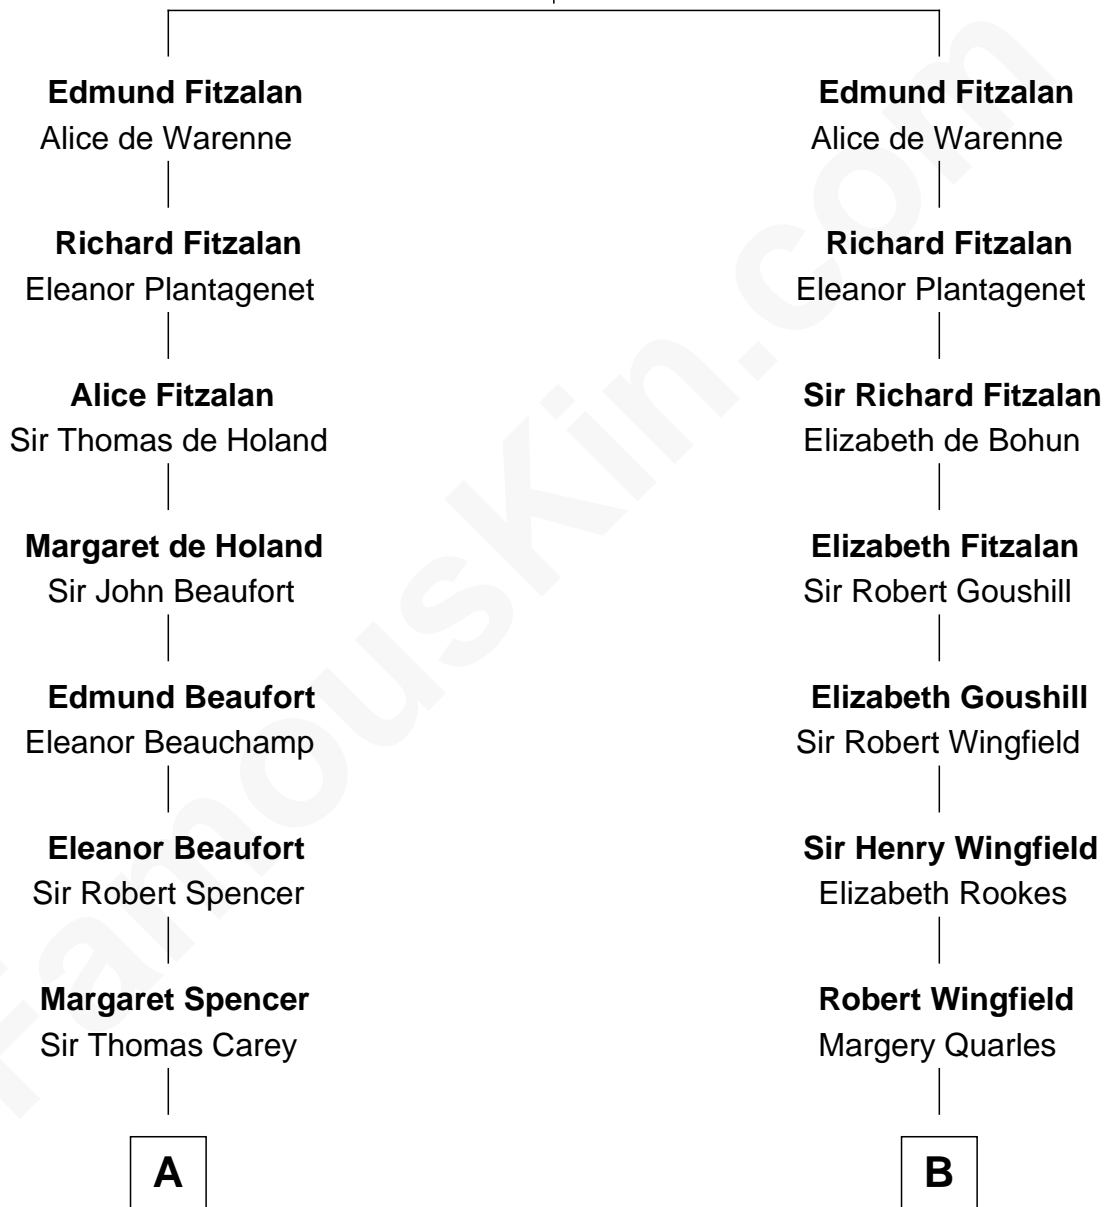 Edmund Fitzalan
Alice de Warenne
Edmund Fitzalan
Alice de Warenne
Richard Fitzalan
Eleanor Plantagenet
Richard Fitzalan
Eleanor Plantagenet
Alice Fitzalan
Sir Thomas de Holand
Sir Richard Fitzalan
Elizabeth de Bohun
Margaret de Holand
Sir John Beaufort
Elizabeth Fitzalan
Sir Robert Goushill
Edmund Beaufort
Eleanor Beauchamp
Elizabeth Goushill
Sir Robert Wingfield
Eleanor Beaufort
Sir Robert Spencer
Sir Henry Wingfield
Elizabeth Rookes
Margaret Spencer
Sir Thomas Carey
Robert Wingfield
Margery Quarles
A
B
FamousKin.com